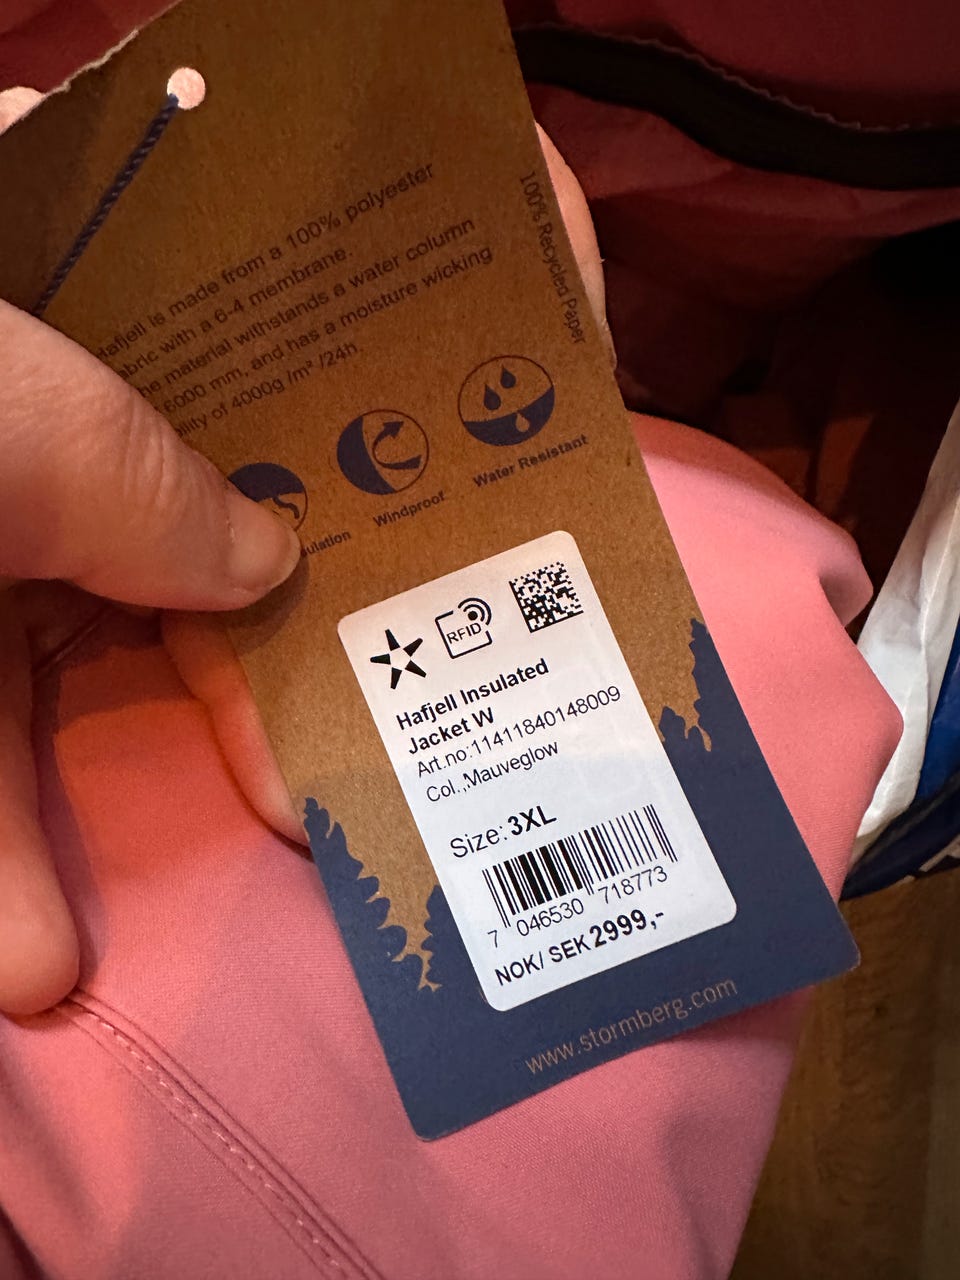 Hafjell is made from a 100% polyester
fabric with a 6-4 membrane.
The material withstands a water column
6000 mm, and has a moisture wicking
of 4000g /m² /24h.
100% Recycled Paper
Windproof
Water Resistant
RFID
Hafjell Insulated
Jacket W
Art.no:11411840148009
Col.,Mauveglow
Size:3XL
7 046530 718773
NOK/ SEK 2999,-
www.stormberg.com